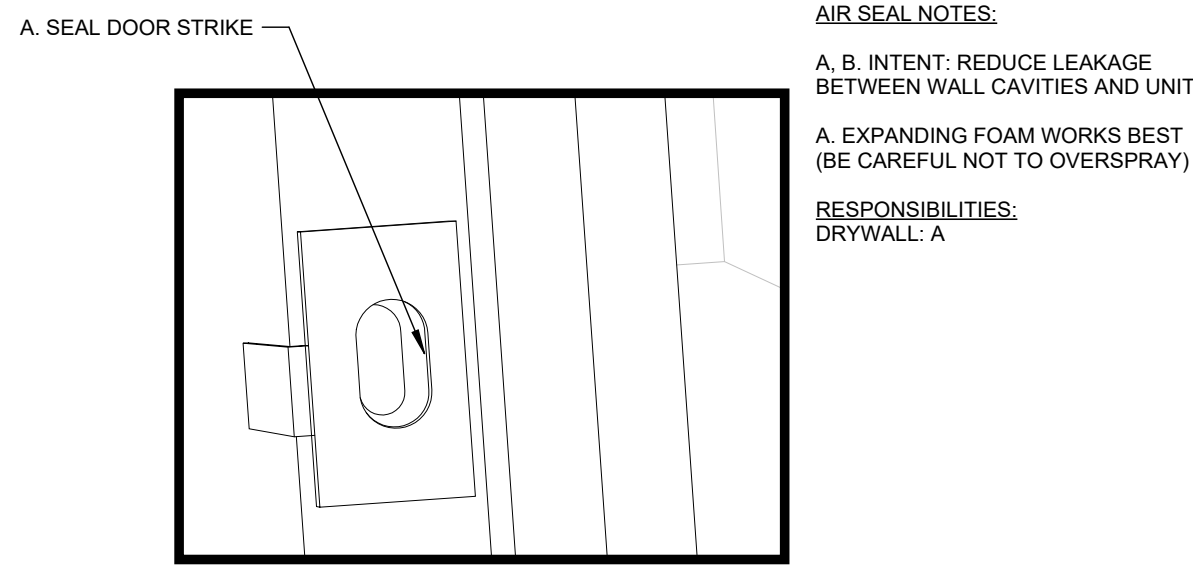 A. SEAL DOOR STRIKE
AIR SEAL NOTES:
A, B. INTENT: REDUCE LEAKAGE
BETWEEN WALL CAVITIES AND UNIT
A. EXPANDING FOAM WORKS BEST
(BE CAREFUL NOT TO OVERSPRAY)
RESPONSIBILITIES:
DRYWALL: A